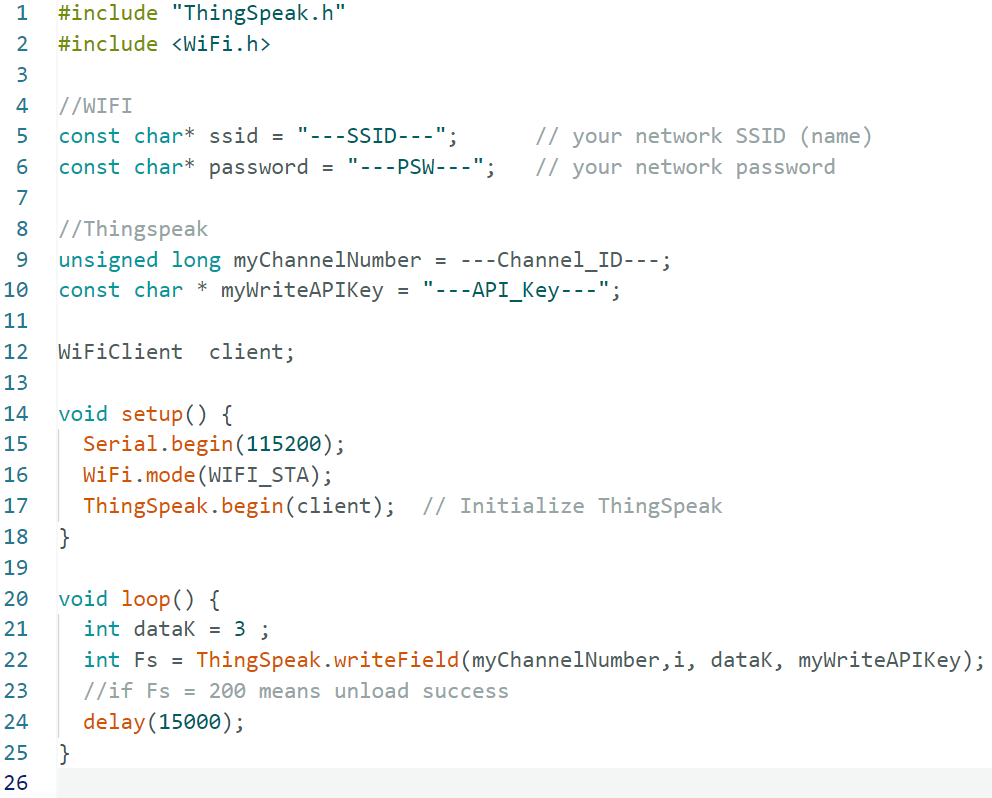 1 #include "ThingSpeak.h"
2 #include <WiFi.h>
3
4 //WIFI
5 const char* ssid = "---SSID---";      // your network SSID (name)
6 const char* password = "---PSW---";   // your network password
7
8 //Thingspeak
9 unsigned long myChannelNumber = ---Channel_ID---;
10 const char * myWriteAPIKey = "---API_Key---";
11
12 WiFiClient  client;
13
14 void setup() {
15   Serial.begin(115200);
16   WiFi.mode(WIFI_STA);
17   ThingSpeak.begin(client);  // Initialize ThingSpeak
18 }
19
20 void loop() {
21   int dataK = 3 ;
22   int Fs = ThingSpeak.writeField(myChannelNumber,i, dataK, myWriteAPIKey);
23   //if Fs = 200 means unload success
24   delay(15000);
25 }
26